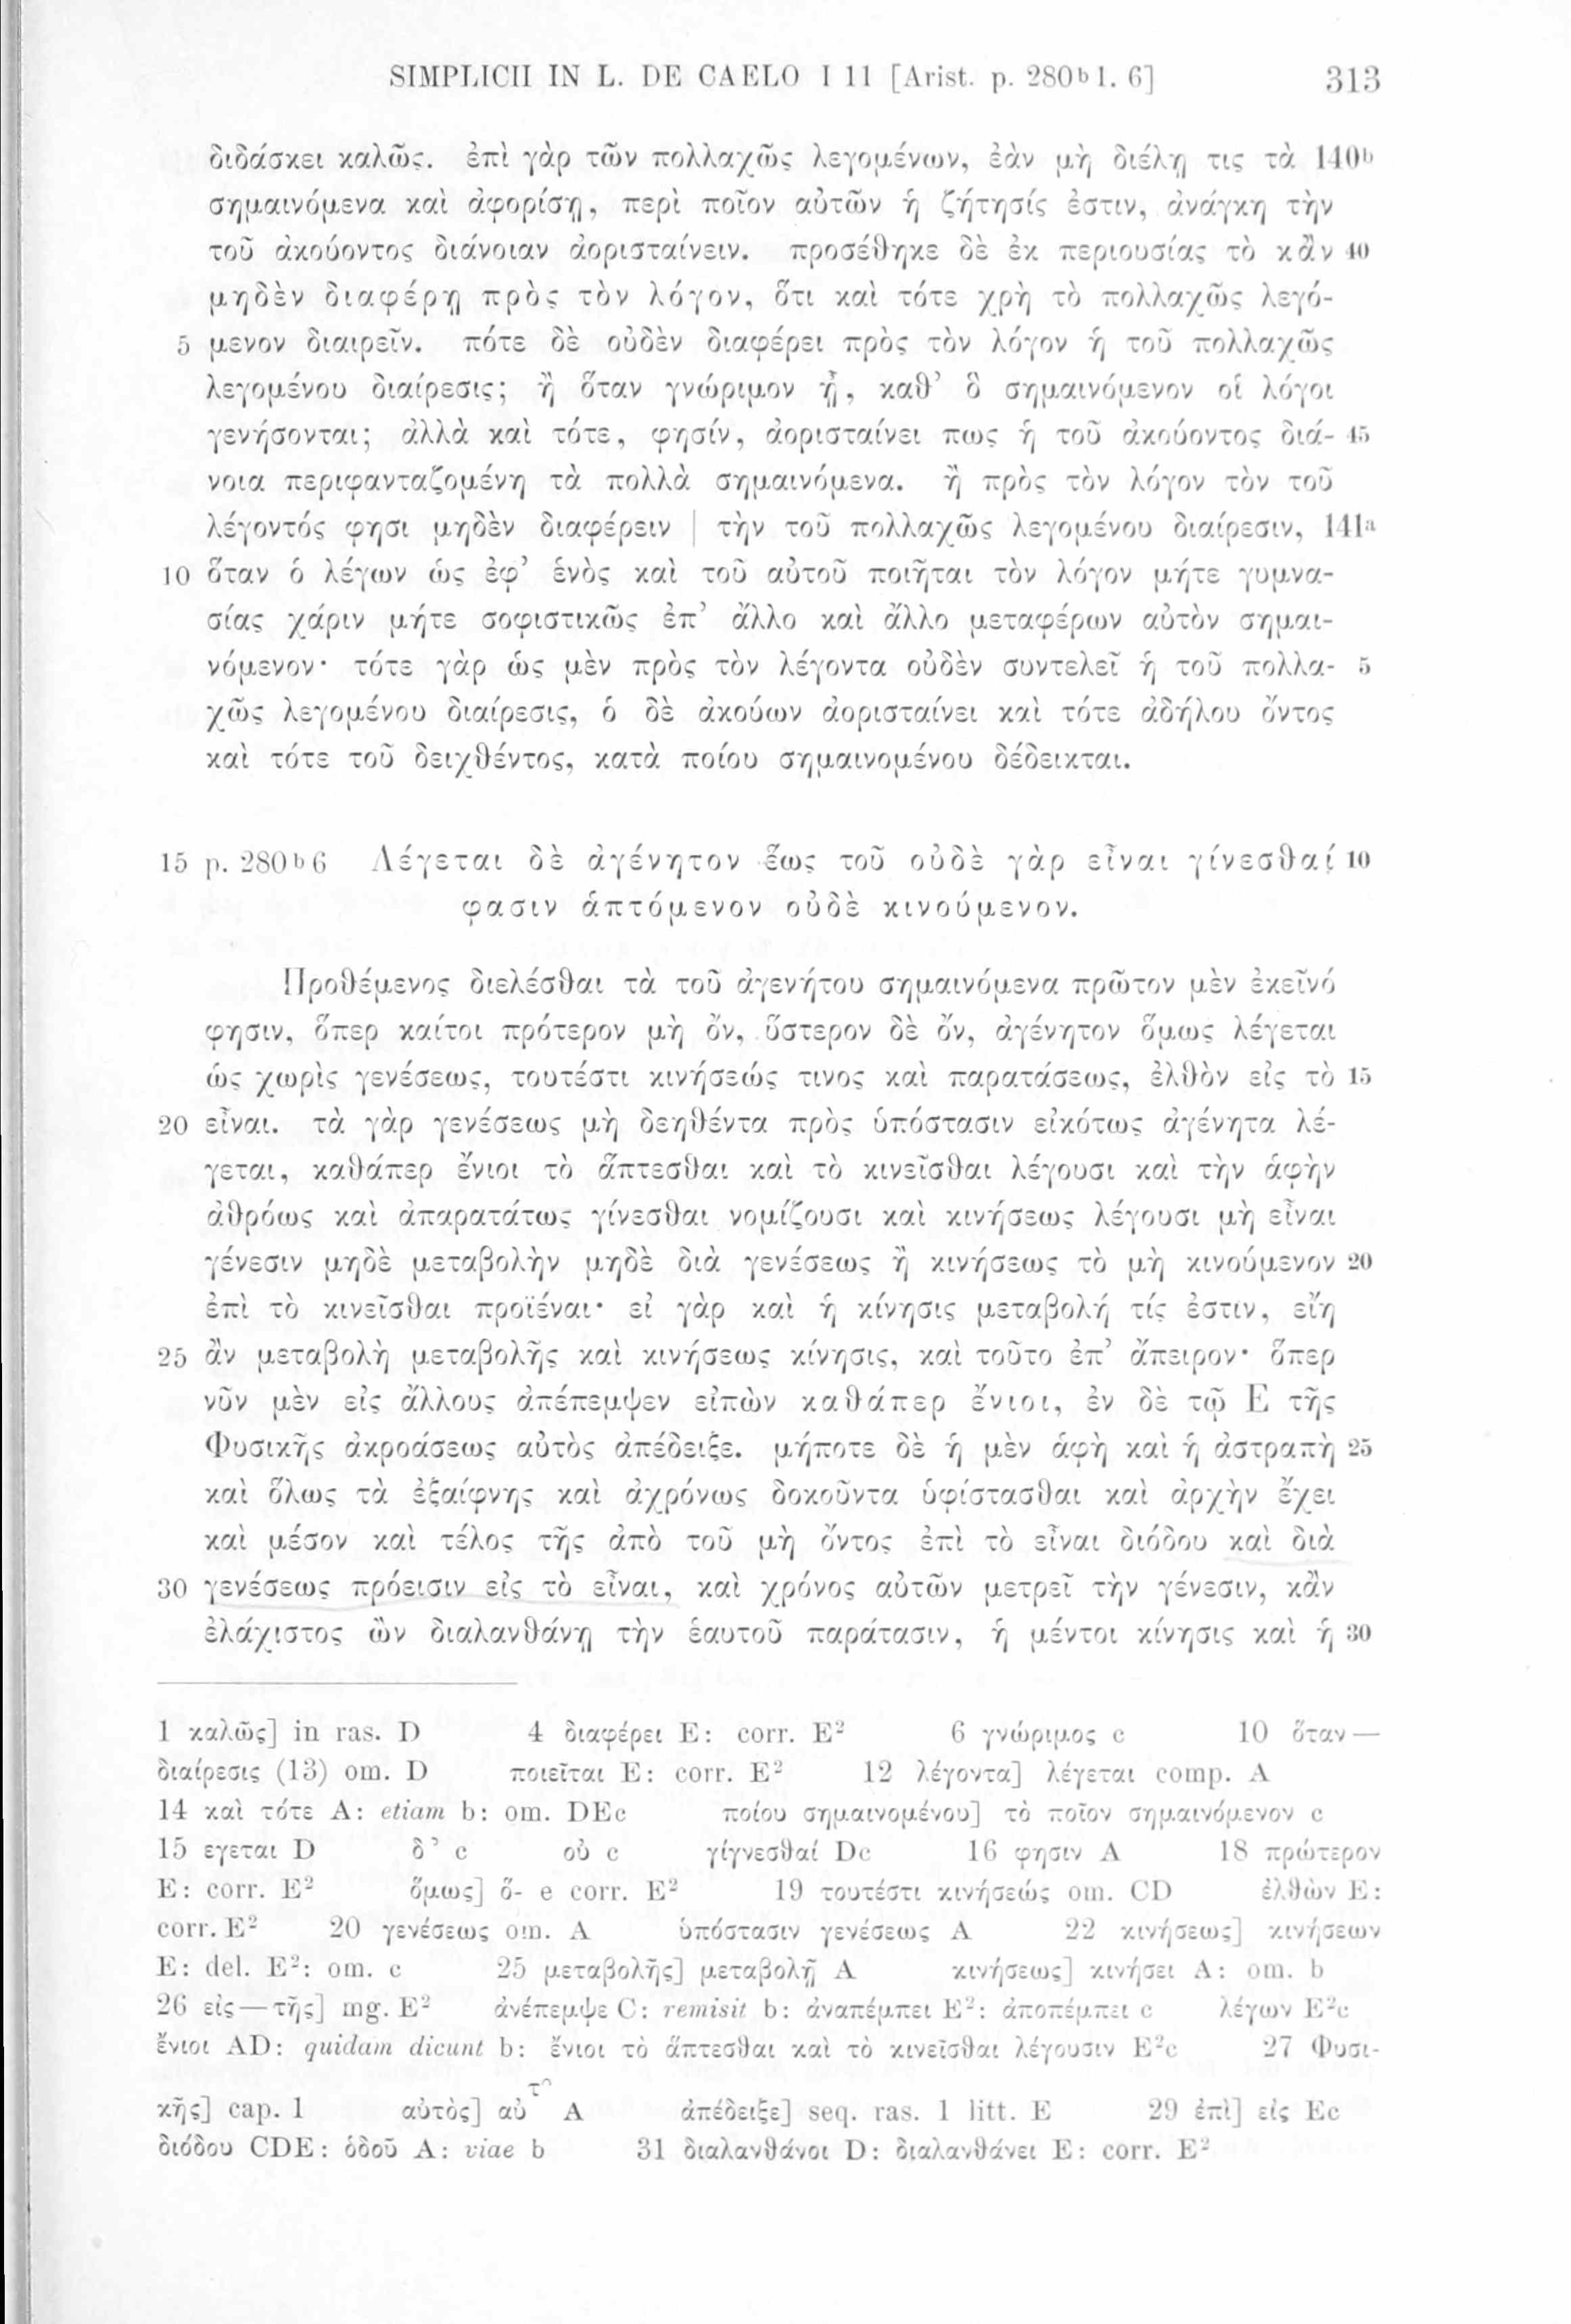 SIMPLICII IN L. DE CAELO I 11 [Arist. p. 280ᵇ1. 6] 313
διδάσκει καλῶς. ἐπὶ γὰρ τῶν πολλαχῶς λεγομένων, ἐὰν μὴ διέλῃ τις τὰ 140ᵇ
σημαινόμενα καὶ ἀφορίσῃ, περὶ ποῖον αὐτῶν ἡ ζήτησίς ἐστιν, ἀνάγκη τὴν
τοῦ ἀκούοντος διάνοιαν ἀορισταίνειν. προσέθηκε δὲ ἐκ περιουσίας τὸ κἂν 40
μηδὲν διαφέρῃ πρὸς τὸν λόγον, ὅτι καὶ τότε χρὴ τὸ πολλαχῶς λεγό-
5 μενον διαιρεῖν. πότε δὲ οὐδὲν διαφέρει πρὸς τὸν λόγον ἡ τοῦ πολλαχῶς
λεγομένου διαίρεσις; ἢ ὅταν γνώριμον ᾖ, καθ’ ὃ σημαινόμενον οἱ λόγοι
γενήσονται; ἀλλὰ καὶ τότε, φησίν, ἀορισταίνει πως ἡ τοῦ ἀκούοντος διά- 45
νοια περιφανταζομένη τὰ πολλὰ σημαινόμενα. ἢ πρὸς τὸν λόγον τὸν τοῦ
λέγοντός φησι μηδὲν διαφέρειν | τὴν τοῦ πολλαχῶς λεγομένου διαίρεσιν, 141ᵃ
10 ὅταν ὁ λέγων ὡς ἐφ’ ἑνὸς καὶ τοῦ αὐτοῦ ποιῆται τὸν λόγον μήτε γυμνα-
σίας χάριν μήτε σοφιστικῶς ἐπ’ ἄλλο καὶ ἄλλο μεταφέρων αὐτὸν σημαι-
νόμενον· τότε γὰρ ὡς μὲν πρὸς τὸν λέγοντα οὐδὲν συντελεῖ ἡ τοῦ πολλα- 5
χῶς λεγομένου διαίρεσις, ὁ δὲ ἀκούων ἀορισταίνει καὶ τότε ἀδήλου ὄντος
καὶ τότε τοῦ δειχθέντος, κατὰ ποίου σημαινομένου δέδεικται.
15 p. 280ᵇ6 Λέγεται δὲ ἀγένητον ἕως τοῦ οὐδὲ γὰρ εἶναι γίνεσθαί 10
φασιν ἁπτόμενον οὐδὲ κινούμενον.
Προθέμενος διελέσθαι τὰ τοῦ ἀγενήτου σημαινόμενα πρῶτον μὲν ἐκεῖνό
φησιν, ὅπερ καίτοι πρότερον μὴ ὄν, ὕστερον δὲ ὄν, ἀγένητον ὅμως λέγεται
ὡς χωρὶς γενέσεως, τουτέστι κινήσεώς τινος καὶ παρατάσεως, ἐλθὸν εἰς τὸ 15
20 εἶναι. τὰ γὰρ γενέσεως μὴ δεηθέντα πρὸς ὑπόστασιν εἰκότως ἀγένητα λέ-
γεται, καθάπερ ἔνιοι τὸ ἅπτεσθαι καὶ τὸ κινεῖσθαι λέγουσι καὶ τὴν ἁφὴν
ἀθρόως καὶ ἀπαρατάτως γίνεσθαι νομίζουσι καὶ κινήσεως λέγουσι μὴ εἶναι
γένεσιν μηδὲ μεταβολὴν μηδὲ διὰ γενέσεως ἢ κινήσεως τὸ μὴ κινούμενον 20
ἐπὶ τὸ κινεῖσθαι προϊέναι· εἰ γὰρ καὶ ἡ κίνησις μεταβολή τίς ἐστιν, εἴη
25 ἂν μεταβολὴ μεταβολῆς καὶ κινήσεως κίνησις, καὶ τοῦτο ἐπ’ ἄπειρον· ὅπερ
νῦν μὲν εἰς ἄλλους ἀπέπεμψεν εἰπὼν καθάπερ ἔνιοι, ἐν δὲ τῷ Ε τῆς
Φυσικῆς ἀκροάσεως αὐτὸς ἀπέδειξε. μήποτε δὲ ἡ μὲν ἁφὴ καὶ ἡ ἀστραπὴ 25
καὶ ὅλως τὰ ἐξαίφνης καὶ ἀχρόνως δοκοῦντα ὑφίστασθαι καὶ ἀρχὴν ἔχει
καὶ μέσον καὶ τέλος τῆς ἀπὸ τοῦ μὴ ὄντος ἐπὶ τὸ εἶναι διόδου καὶ διὰ
30 γενέσεως πρόεισιν εἰς τὸ εἶναι, καὶ χρόνος αὐτῶν μετρεῖ τὴν γένεσιν, κἂν
ἐλάχιστος ὢν διαλανθάνῃ τὴν ἑαυτοῦ παράτασιν, ἡ μέντοι κίνησις καὶ ἡ 30
1 καλῶς] in ras. D 4 διαφέρει E: corr. E² 6 γνώριμος c 10 ὅταν—
διαίρεσις (13) om. D ποιεῖται E: corr. E² 12 λέγοντα] λέγεται comp. A
14 καὶ τότε A: etiam b: om. DEc ποίου σημαινομένου] τὸ ποῖον σημαινόμενον c
15 εγεται D δ’ c οὐ c γίγνεσθαί Dc 16 φησιν A 18 πρώτερον
E: corr. E² ὅμως] ὅ- e corr. E² 19 τουτέστι κινήσεώς om. CD ἐλθὼν E:
corr. E² 20 γενέσεως om. A ὑπόστασιν γενέσεως A 22 κινήσεως] κινήσεων
E: del. E²: om. c 25 μεταβολῆς] μεταβολῇ A κινήσεως] κινήσει A: om. b
26 εἰς—τῆς] mg. E² ἀνέπεμψε C: remisit b: ἀναπέμπει E²: ἀποπέμπει c λέγων E²c
ἔνιοι AD: quidam dicunt b: ἔνιοι τὸ ἅπτεσθαι καὶ τὸ κινεῖσθαι λέγουσιν E²c 27 Φυσι-
κῆς] cap. 1 αὐτὸς] αὐτ A ἀπέδειξε] seq. ras. 1 litt. E 29 ἐπὶ] εἰς Ec
διόδου CDE: ὁδοῦ A: viae b 31 διαλανθάνοι D: διαλανθάνει E: corr. E²